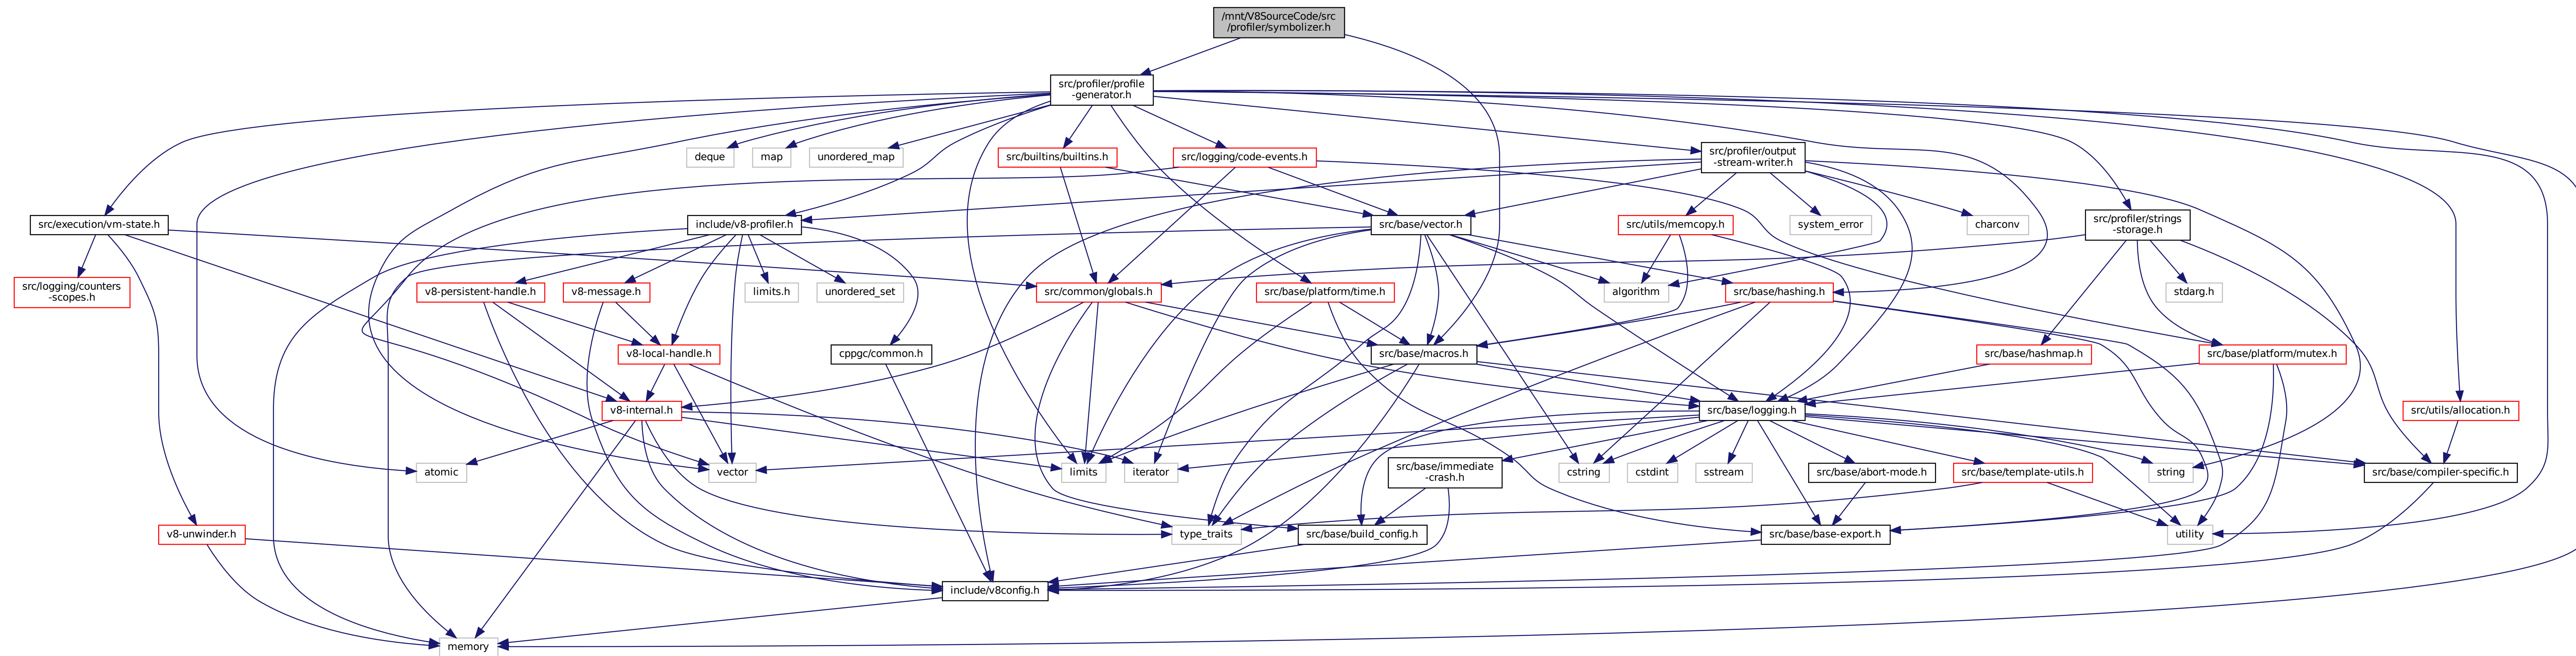 /mnt/V8SourceCode/src
/profiler/symbolizer.h
src/profiler/profile
-generator.h
deque
map
unordered_map
src/builtins/builtins.h
src/logging/code-events.h
src/profiler/output
-stream-writer.h
src/execution/vm-state.h
include/v8-profiler.h
src/base/vector.h
src/utils/memcopy.h
system_error
charconv
src/profiler/strings
-storage.h
src/logging/counters
-scopes.h
v8-persistent-handle.h
v8-message.h
limits.h
unordered_set
src/common/globals.h
src/base/platform/time.h
algorithm
src/base/hashing.h
stdarg.h
v8-local-handle.h
cppgc/common.h
src/base/macros.h
src/base/hashmap.h
src/base/platform/mutex.h
v8-internal.h
src/base/logging.h
src/utils/allocation.h
atomic
vector
limits
iterator
src/base/immediate
-crash.h
cstring
cstdint
sstream
src/base/abort-mode.h
src/base/template-utils.h
string
src/base/compiler-specific.h
v8-unwinder.h
type_traits
src/base/build_config.h
src/base/base-export.h
utility
include/v8config.h
memory